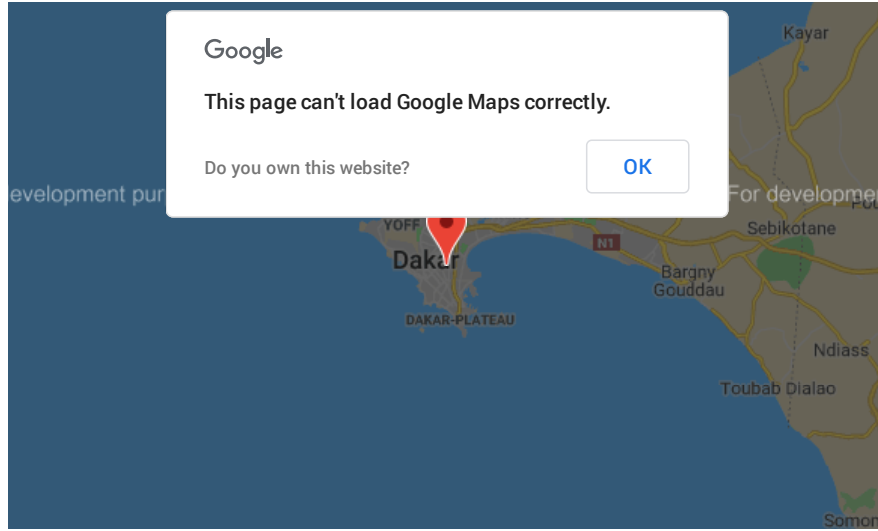 Kayar
Google
This page can't load Google Maps correctly.
Do you own this website?
OK
evelopment pur
For developme
Sebikotane
YOFF
Dakar
N1
Bargny
Gouddau
DAKAR-PLATEAU
Ndiass
Toubab Dialao
Somon